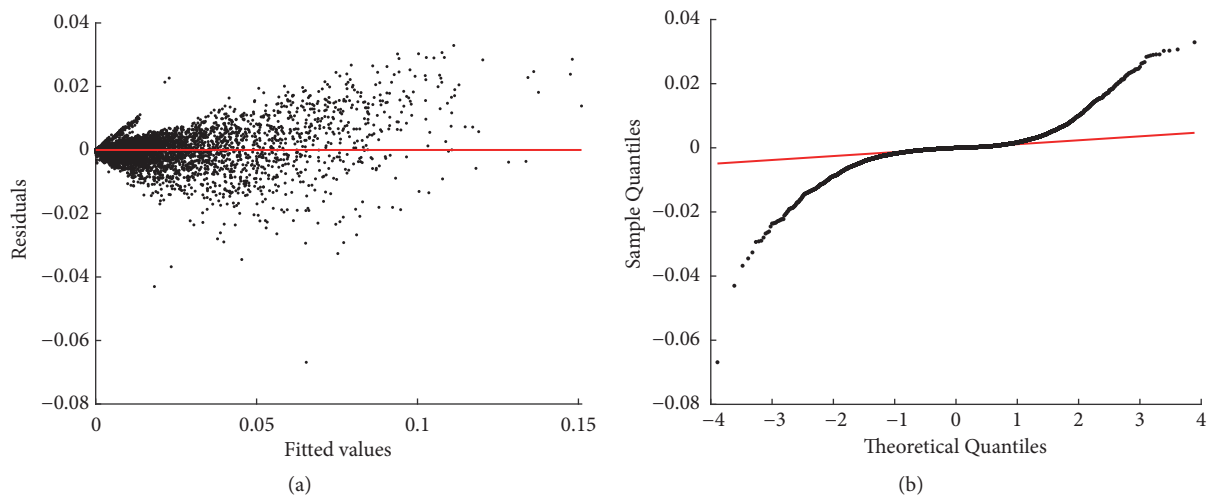 0.04
0.02
0
−0.02
−0.04
−0.06
−0.08
Residuals
0 0.05 0.1 0.15
Fitted values
(a)
0.04
0.02
0
−0.02
−0.04
−0.06
−0.08
Sample Quantiles
−4 −3 −2 −1 0 1 2 3 4
Theoretical Quantiles
(b)